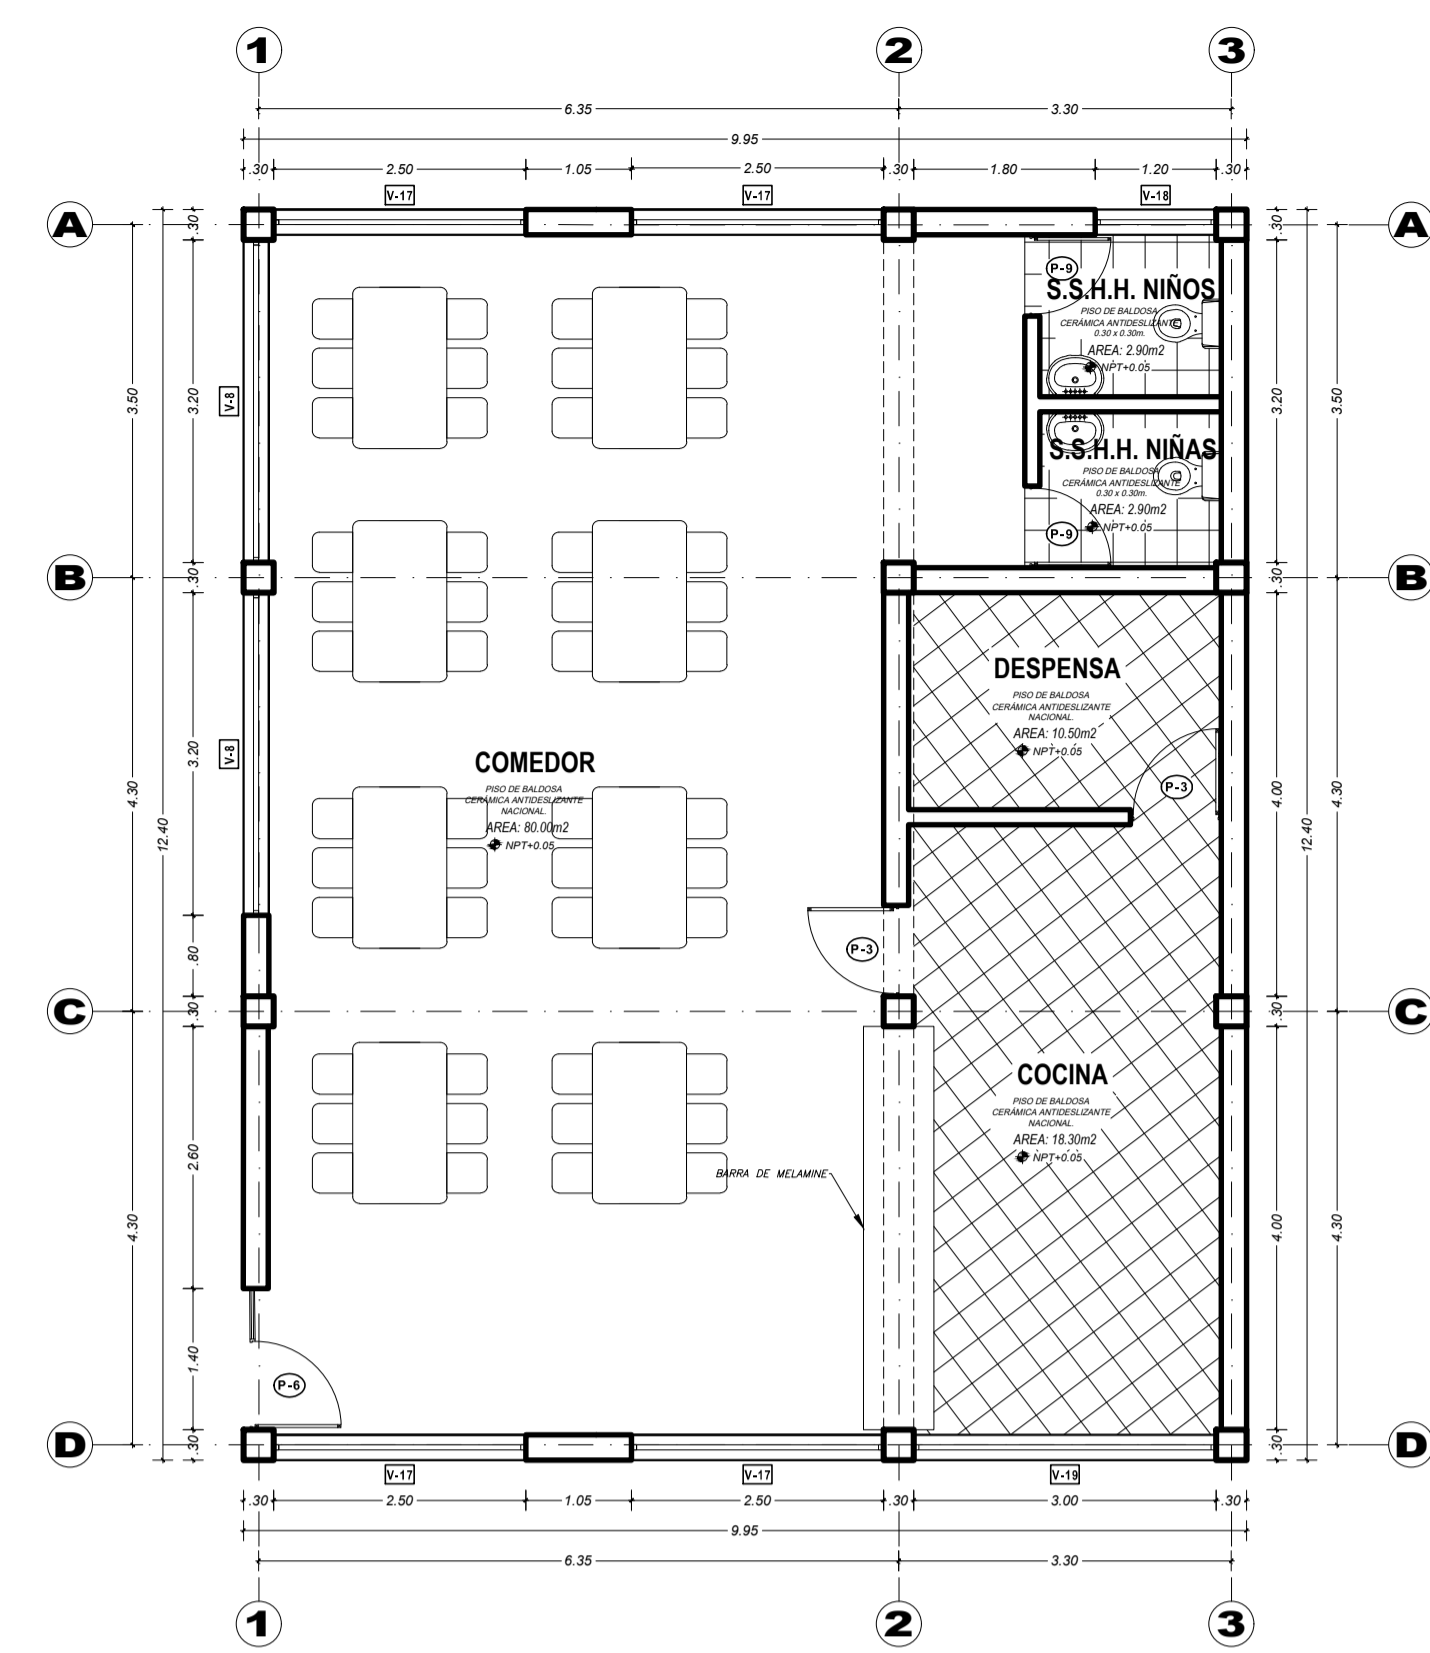 1 2 3
6.35 3.30
9.95
.30 2.50 1.05 2.50 .30 1.80 1.20 .30
V-17 V-17 V-18
A A
.30 .30
P-9
S.S.H.H. NIÑOS
PISO DE BALDOSA
CERÁMICA ANTIDESLIZANTE
0.30 x 0.30m.
AREA: 2.90m2
NPT+0.05
3.50 3.20 V-8 3.20 3.50
S.S.H.H. NIÑAS
PISO DE BALDOSA
CERÁMICA ANTIDESLIZANTE
0.30 x 0.30m.
AREA: 2.90m2
NPT+0.05
P-9
B B
.30 .30
DESPENSA
PISO DE BALDOSA
CERÁMICA ANTIDESLIZANTE
NACIONAL.
AREA: 10.50m2
NPT+0.05
P-3
COMEDOR
PISO DE BALDOSA
CERÁMICA ANTIDESLIZANTE
NACIONAL.
AREA: 80.00m2
NPT+0.05
4.30 12.40 3.20 V-8 4.00 12.40 4.30
P-3
.80
C C
.30 .30
COCINA
PISO DE BALDOSA
CERÁMICA ANTIDESLIZANTE
NACIONAL.
AREA: 18.30m2
NPT+0.05
BARRA DE MELAMINE
4.30 2.60 4.00 4.30
1.40
P-6
D D
.30 .30
V-17 V-17 V-19
.30 2.50 1.05 2.50 .30 3.00 .30
9.95
6.35 3.30
1 2 3